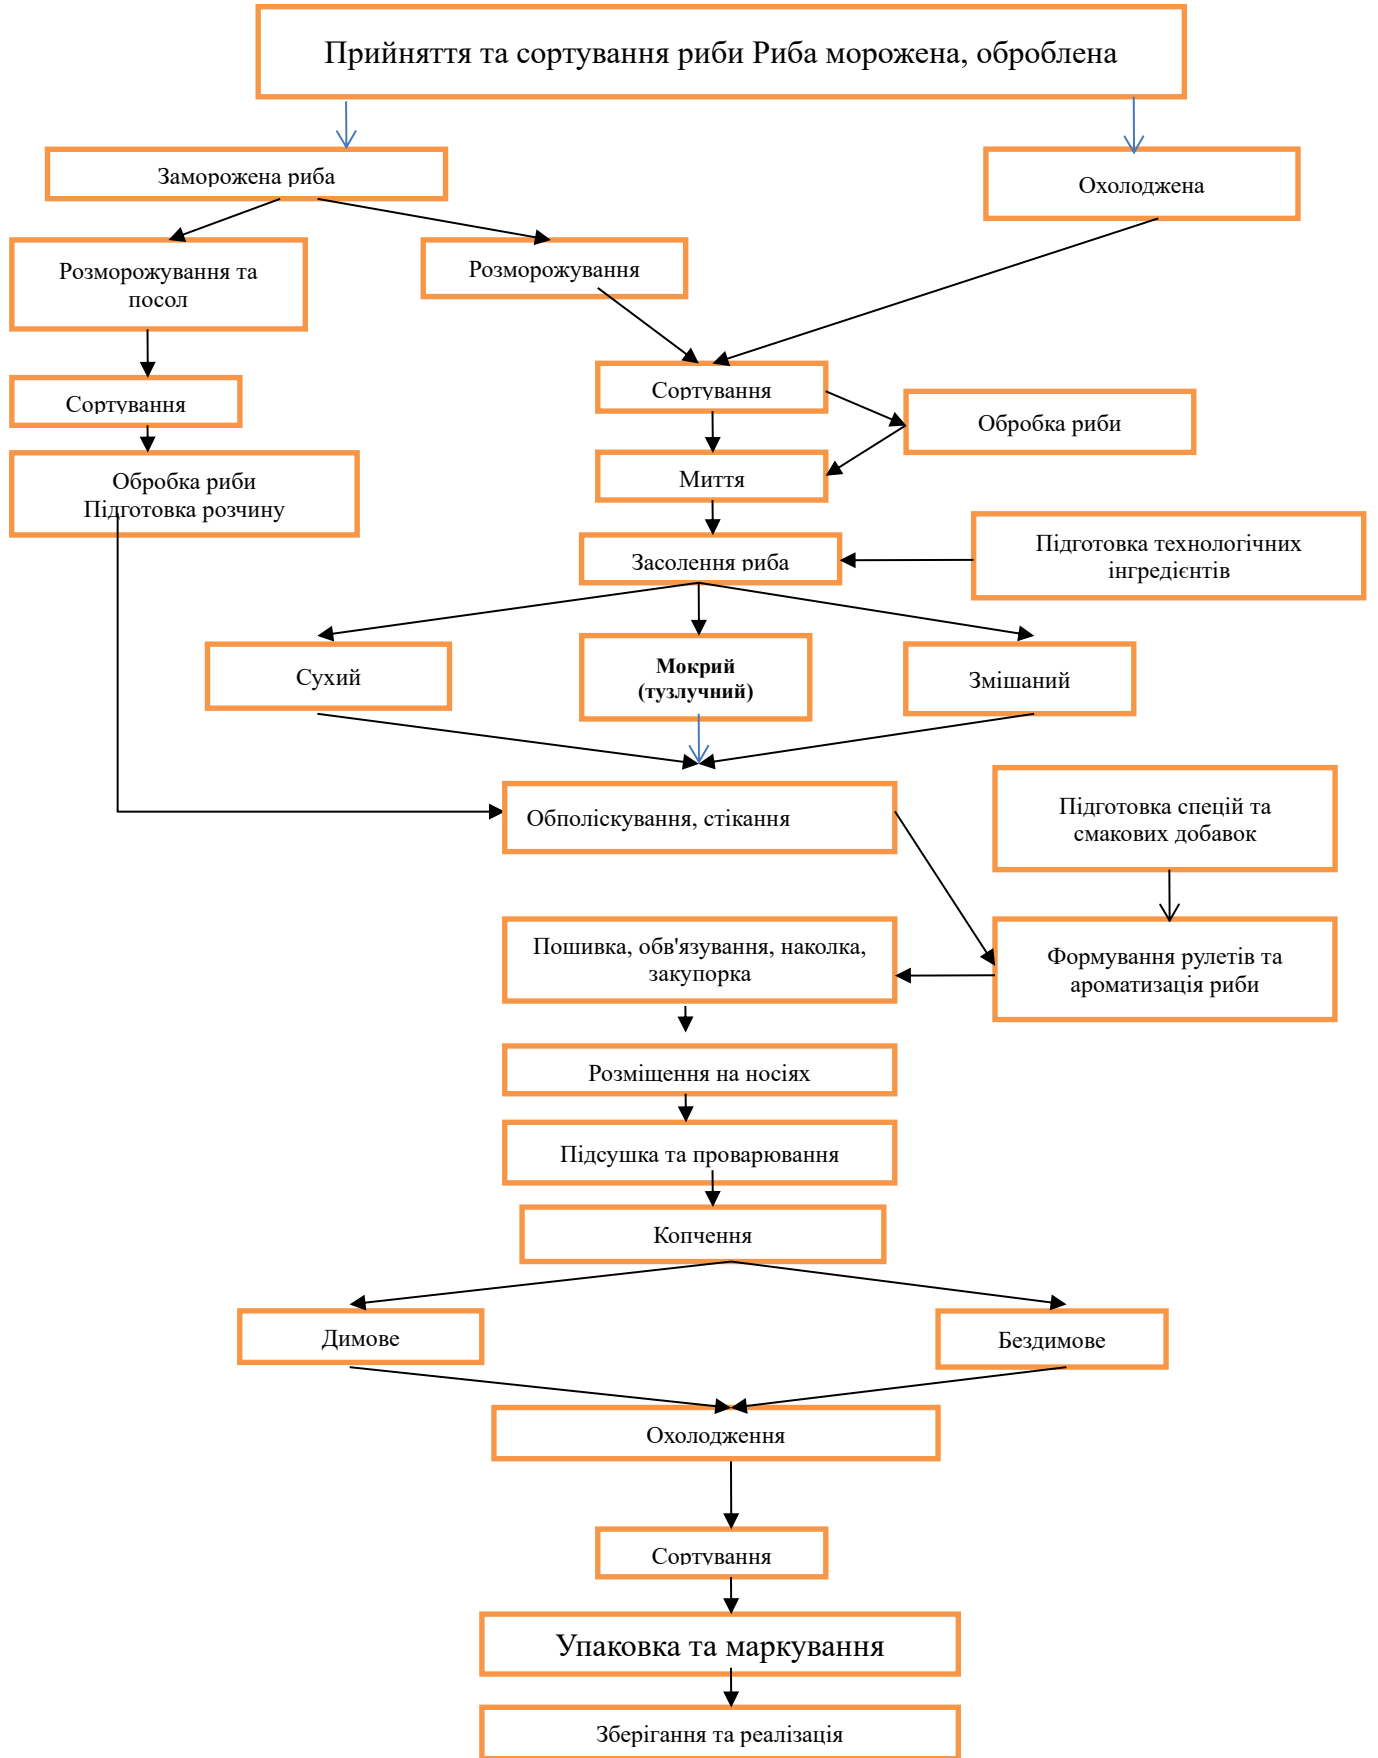 Прийняття та сортування риби Риба морожена, оброблена
Заморожена риба
Охолоджена
Розморожування та
посол
Розморожування
Сортування
Сортування
Обробка риби
Обробка риби
Підготовка розчину
Миття
Засолення риба
Підготовка технологічних
інгредієнтів
Сухий
Мокрий
(тузлучний)
Змішаний
Обполіскування, стікання
Підготовка спецій та
смакових добавок
Пошивка, обв'язування, наколка,
закупорка
Формування рулетів та
ароматизація риби
Розміщення на носіях
Підсушка та проварювання
Копчення
Димове
Бездимове
Охолодження
Сортування
Упаковка та маркування
Зберігання та реалізація